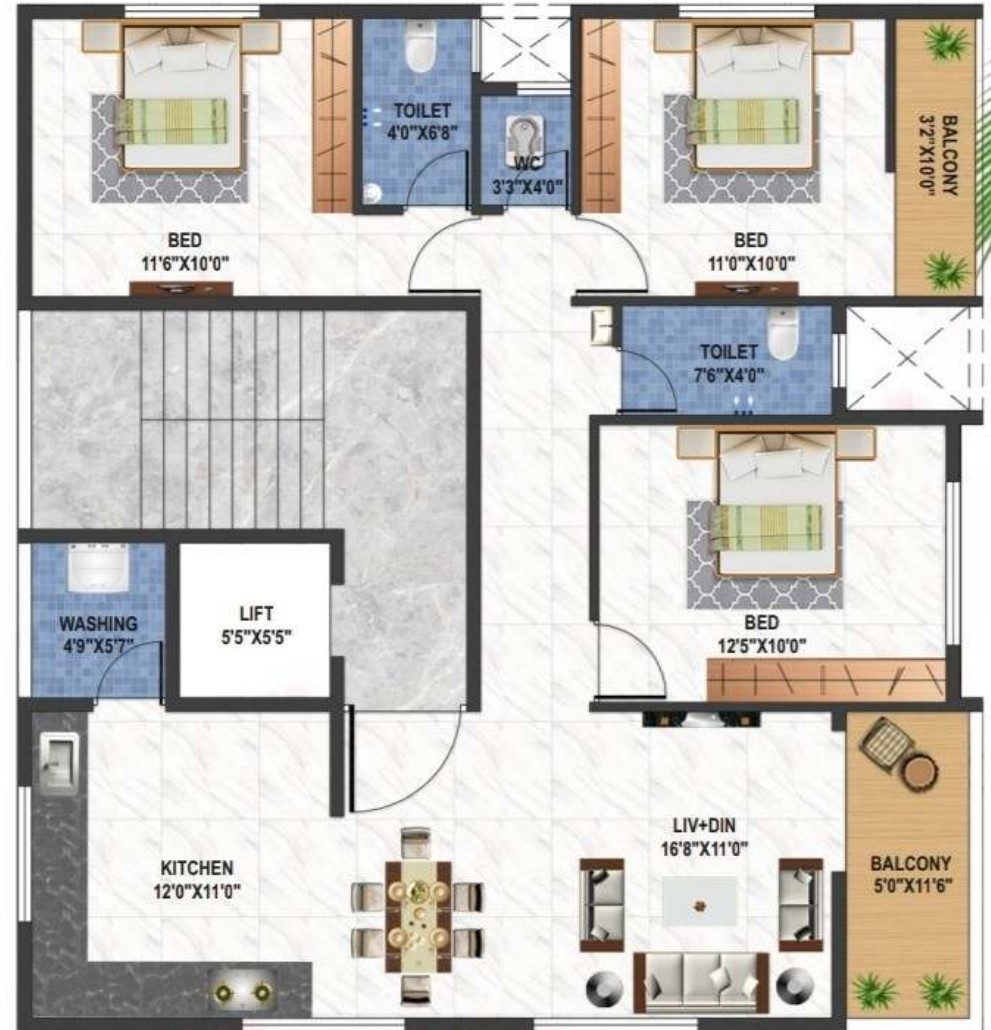 TOILET
4'0"X6'8"
WC
3'3"X4'0"
BALCONY
3'2"X10'0"
BED
11'6"X10'0"
BED
11'0"X10'0"
TOILET
7'6"X4'0"
WASHING
4'9"X5'7"
LIFT
5'5"X5'5"
BED
12'5"X10'0"
KITCHEN
12'0"X11'0"
LIV+DIN
16'8"X11'0"
BALCONY
5'0"X11'6"